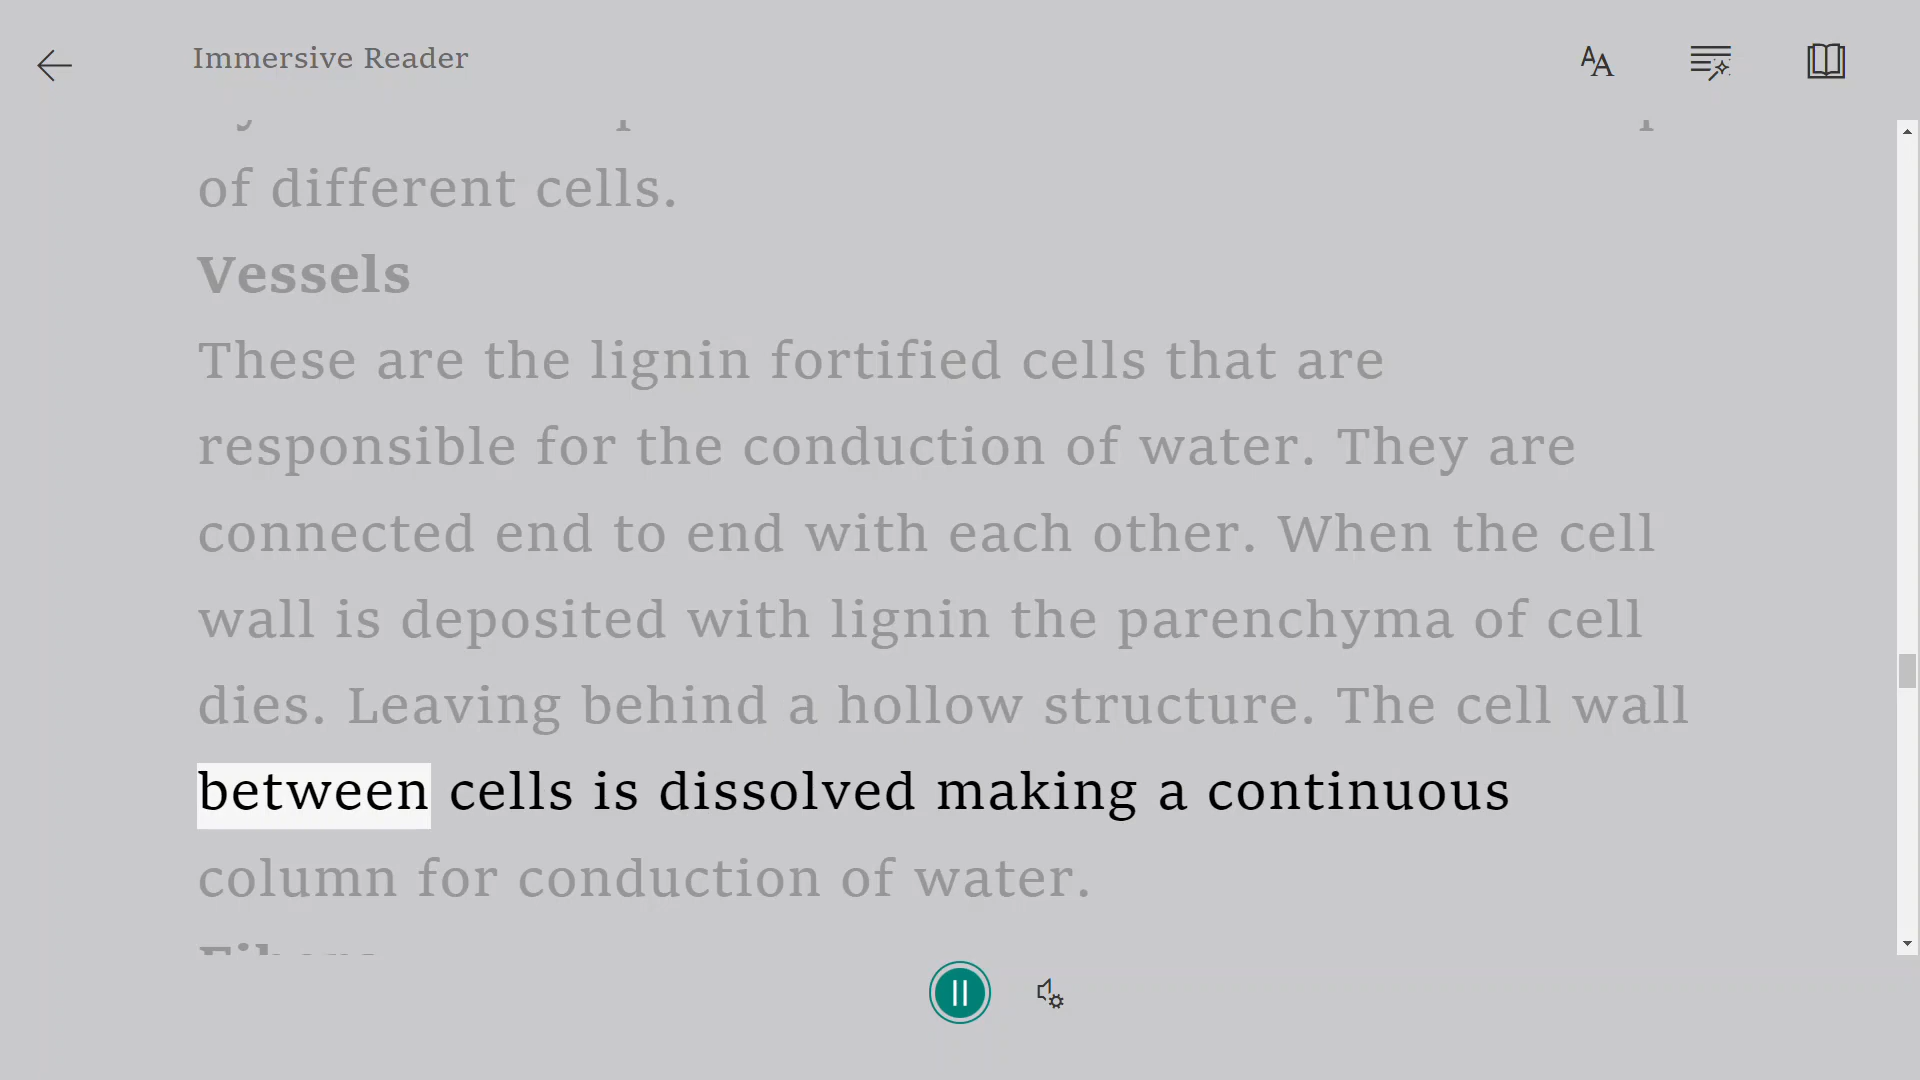 Immersive Reader
of different cells.
Vessels
These are the lignin fortified cells that are
responsible for the conduction of water. They are
connected end to end with each other. When the cell
wall is deposited with lignin the parenchyma of cell
dies. Leaving behind a hollow structure. The cell wall
between cells is dissolved making a continuous
column for conduction of water.